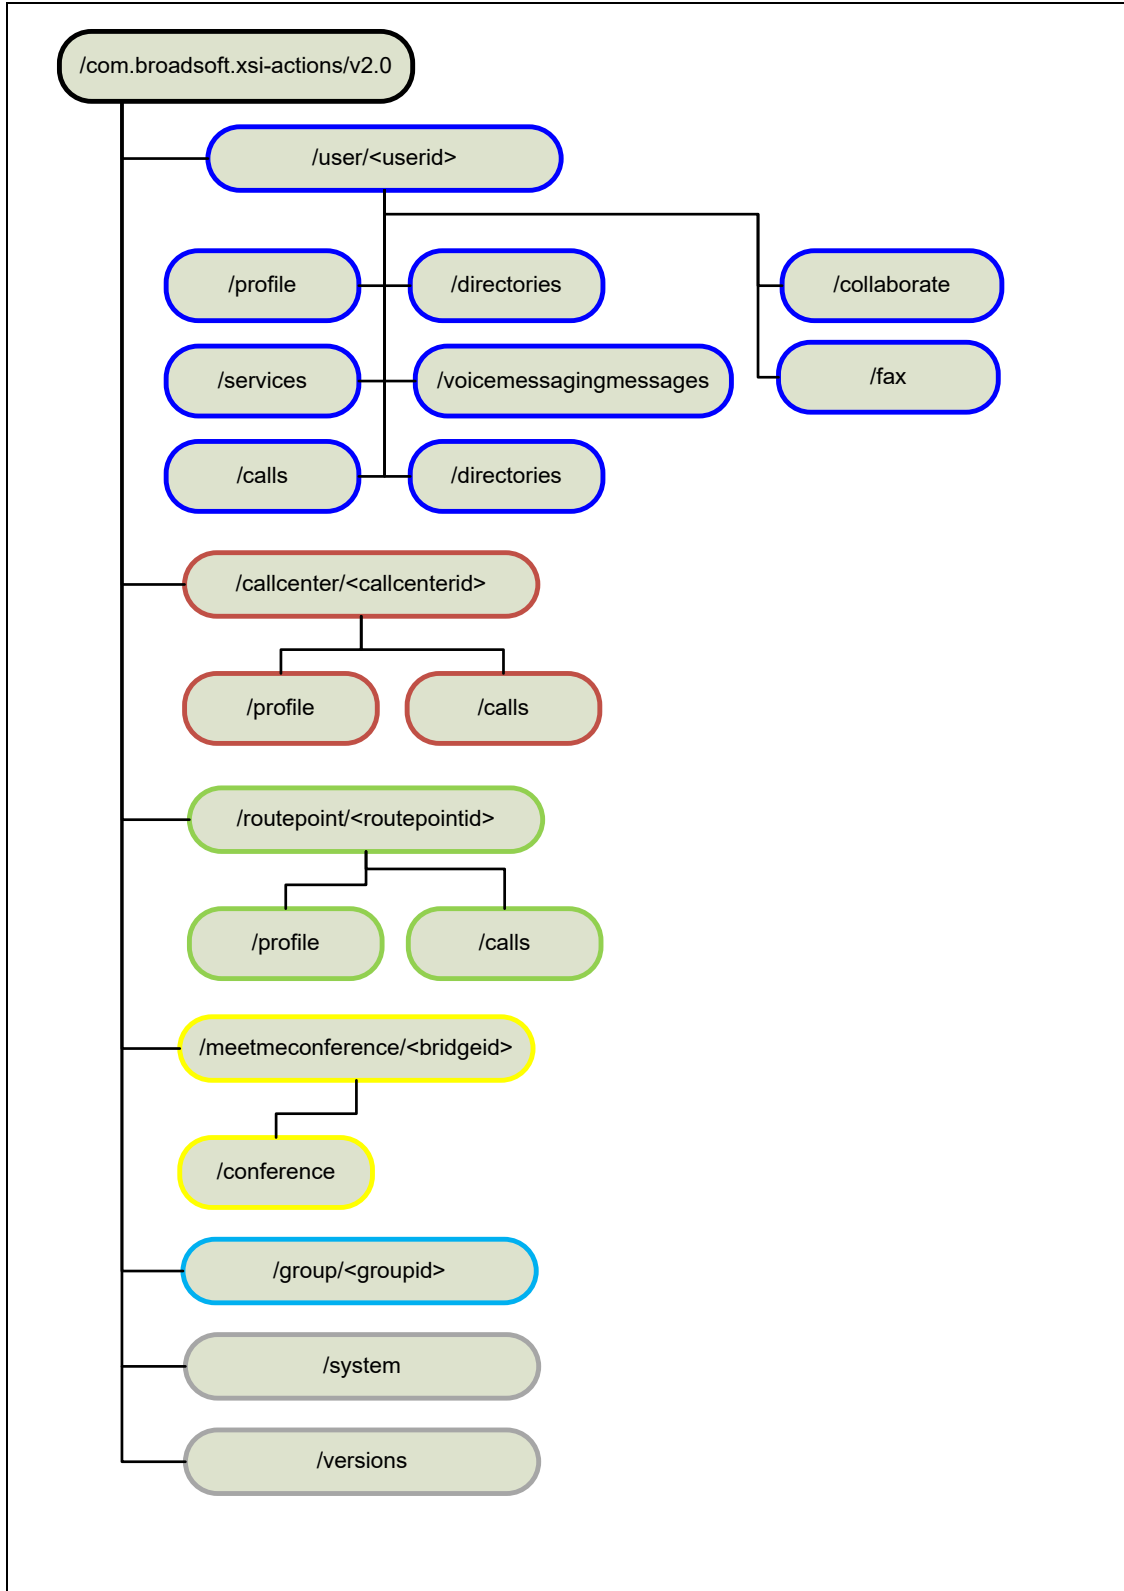 /com.broadsoft.xsi-actions/v2.0
/user/<userid>
/profile
/directories
/collaborate
/services
/voicemessagingmessages
/fax
/calls
/directories
/callcenter/<callcenterid>
/profile
/calls
/routepoint/<routepointid>
/profile
/calls
/meetmeconference/<bridgeid>
/conference
/group/<groupid>
/system
/versions